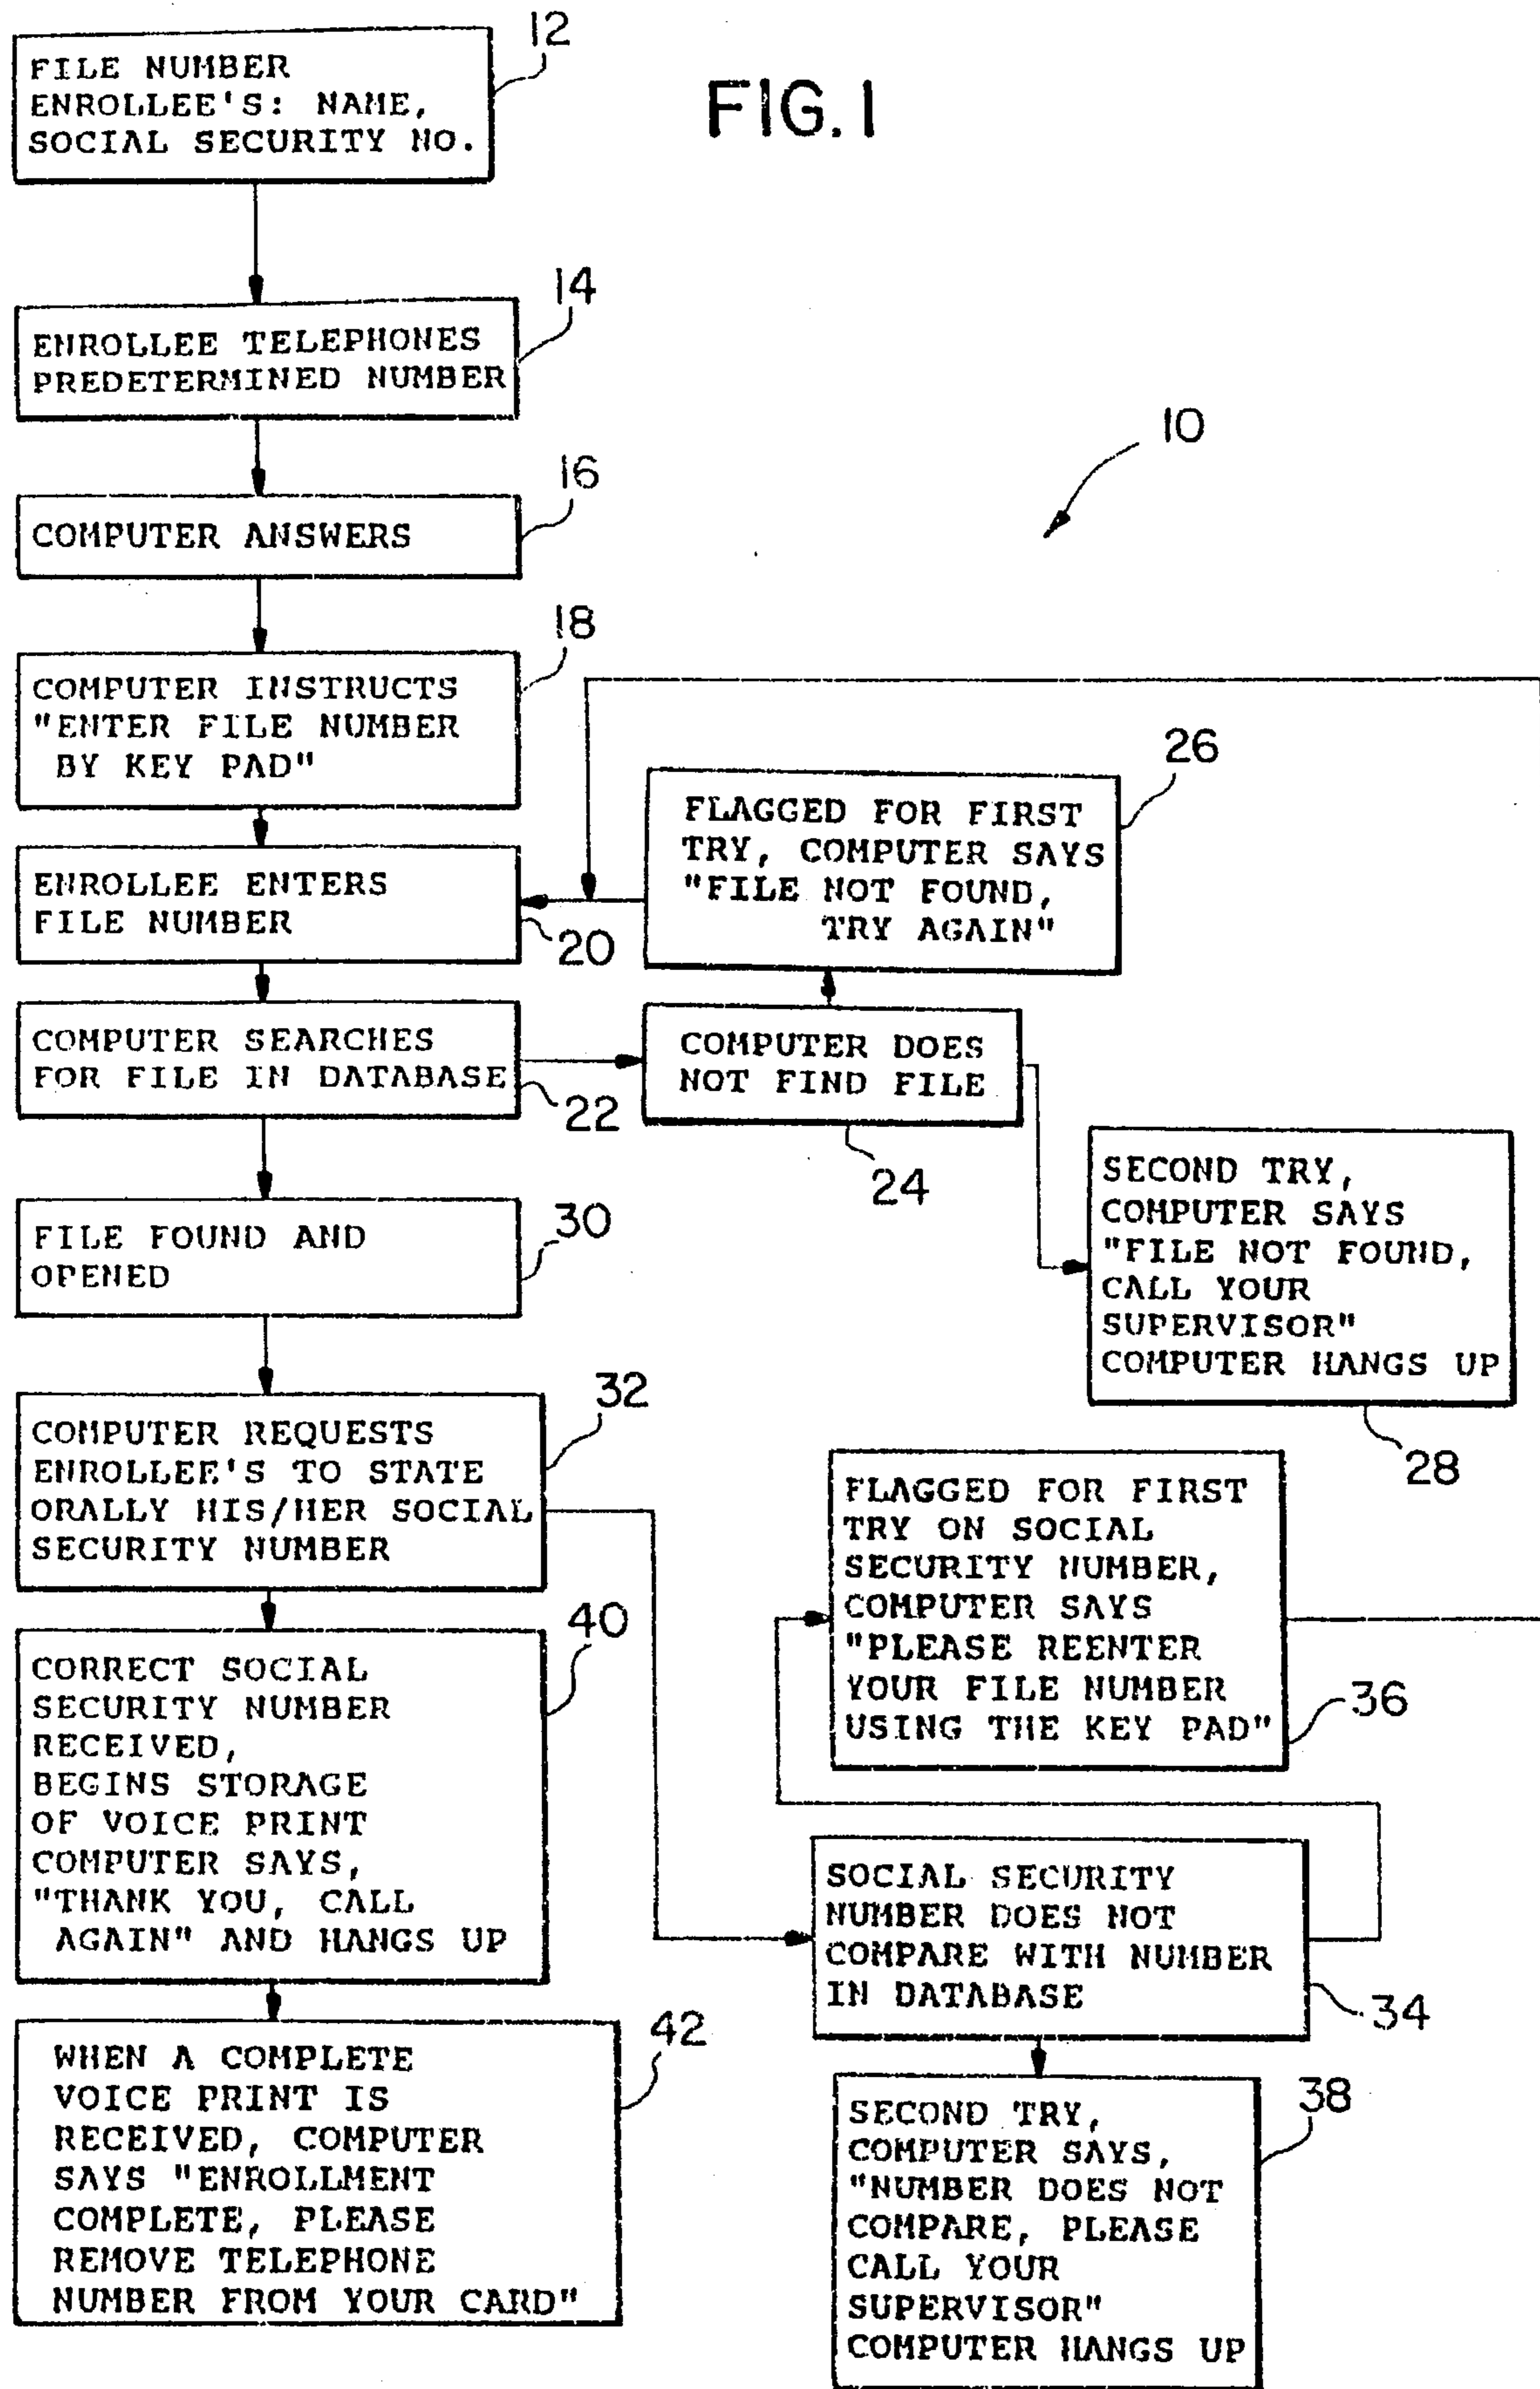 FIG. 1
12
FILE NUMBER
ENROLLEE'S: NAME,
SOCIAL SECURITY NO.
14
ENROLLEE TELEPHONES
PREDETERMINED NUMBER
10
16
COMPUTER ANSWERS
18
COMPUTER INSTRUCTS
"ENTER FILE NUMBER
BY KEY PAD"
ENROLLEE ENTERS
FILE NUMBER
20
26
FLAGGED FOR FIRST
TRY, COMPUTER SAYS
"FILE NOT FOUND,
TRY AGAIN"
COMPUTER SEARCHES
FOR FILE IN DATABASE
22
COMPUTER DOES
NOT FIND FILE
24
SECOND TRY,
COMPUTER SAYS
"FILE NOT FOUND,
CALL YOUR
SUPERVISOR"
COMPUTER HANGS UP
28
30
FILE FOUND AND
OPENED
32
COMPUTER REQUESTS
ENROLLEE'S TO STATE
ORALLY HIS/HER SOCIAL
SECURITY NUMBER
FLAGGED FOR FIRST
TRY ON SOCIAL
SECURITY NUMBER,
COMPUTER SAYS
"PLEASE REENTER
YOUR FILE NUMBER
USING THE KEY PAD"
36
40
CORRECT SOCIAL
SECURITY NUMBER
RECEIVED,
BEGINS STORAGE
OF VOICE PRINT
COMPUTER SAYS,
"THANK YOU, CALL
AGAIN" AND HANGS UP
SOCIAL SECURITY
NUMBER DOES NOT
COMPARE WITH NUMBER
IN DATABASE
34
42
WHEN A COMPLETE
VOICE PRINT IS
RECEIVED, COMPUTER
SAYS "ENROLLMENT
COMPLETE, PLEASE
REMOVE TELEPHONE
NUMBER FROM YOUR CARD"
38
SECOND TRY,
COMPUTER SAYS,
"NUMBER DOES NOT
COMPARE, PLEASE
CALL YOUR
SUPERVISOR"
COMPUTER HANGS UP